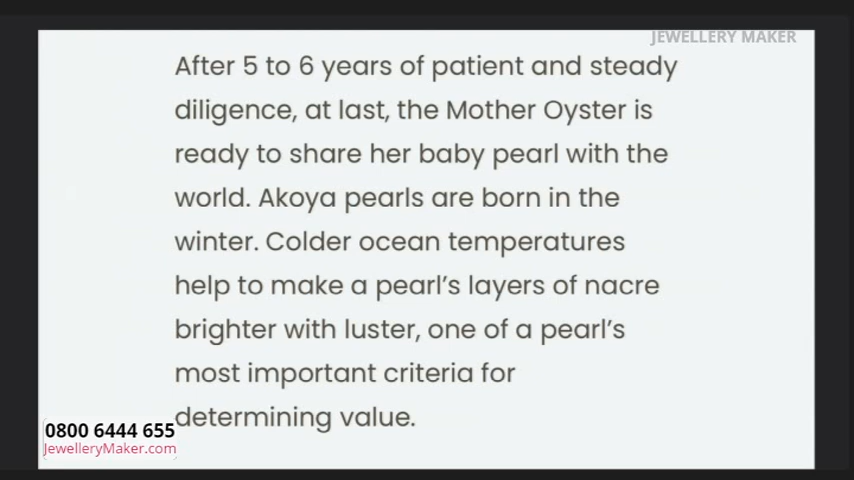 JEWELLERY MAKER
After 5 to 6 years of patient and steady
diligence, at last, the Mother Oyster is
ready to share her baby pearl with the
world. Akoya pearls are born in the
winter. Colder ocean temperatures
help to make a pearl's layers of nacre
brighter with luster, one of a pearl's
most important criteria for
determining value.
0800 6444 655
JewelleryMaker.com